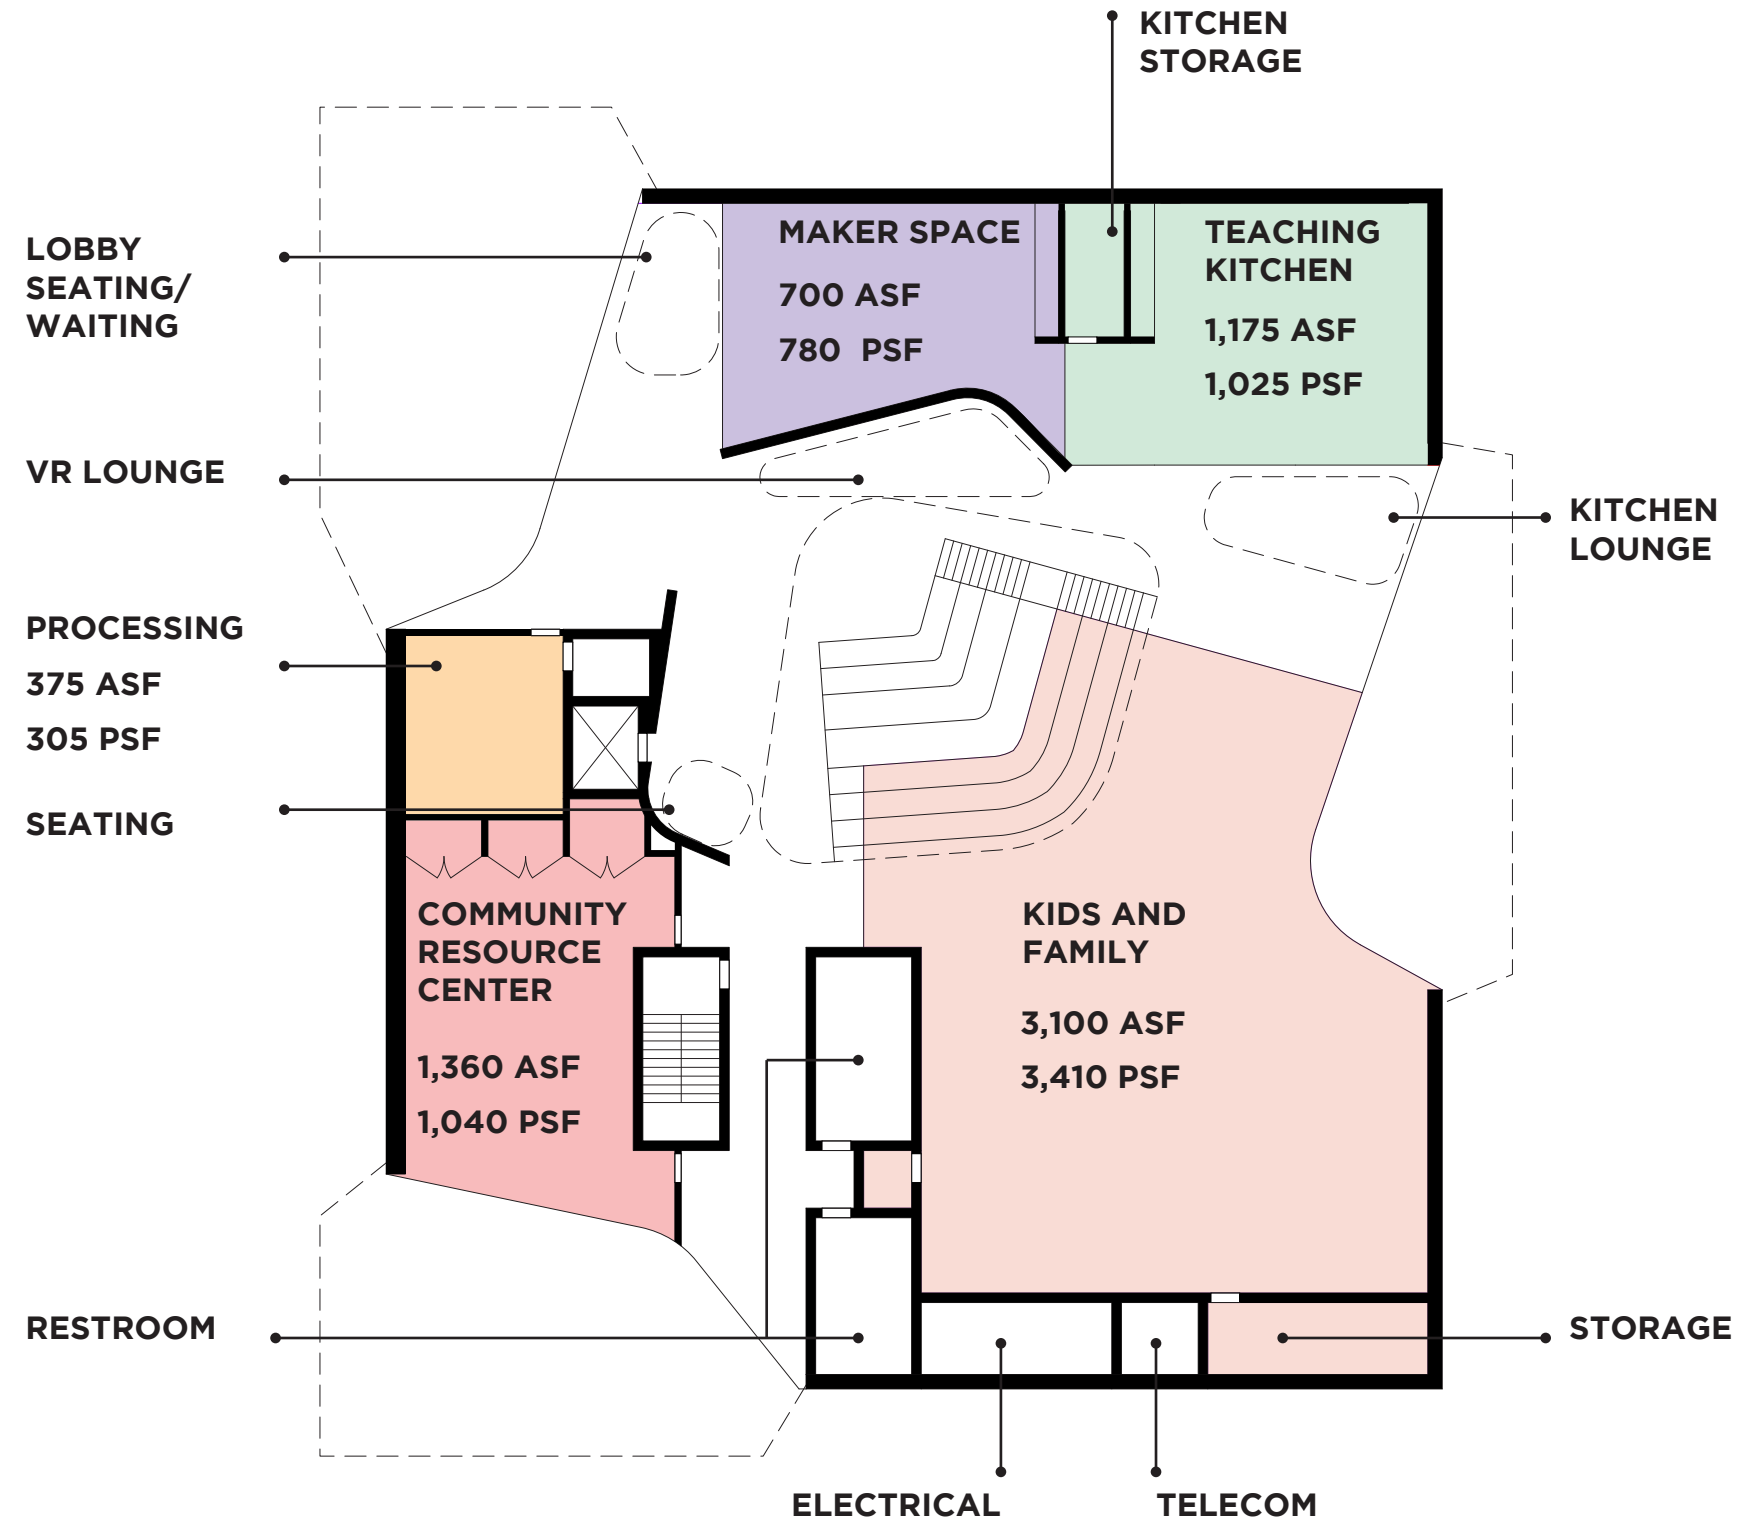 KITCHEN
STORAGE
LOBBY
SEATING/
WAITING
MAKER SPACE
700 ASF
780 PSF
TEACHING
KITCHEN
1,175 ASF
1,025 PSF
VR LOUNGE
KITCHEN
LOUNGE
PROCESSING
375 ASF
305 PSF
SEATING
COMMUNITY
RESOURCE
CENTER
1,360 ASF
1,040 PSF
KIDS AND
FAMILY
3,100 ASF
3,410 PSF
RESTROOM
STORAGE
ELECTRICAL
TELECOM